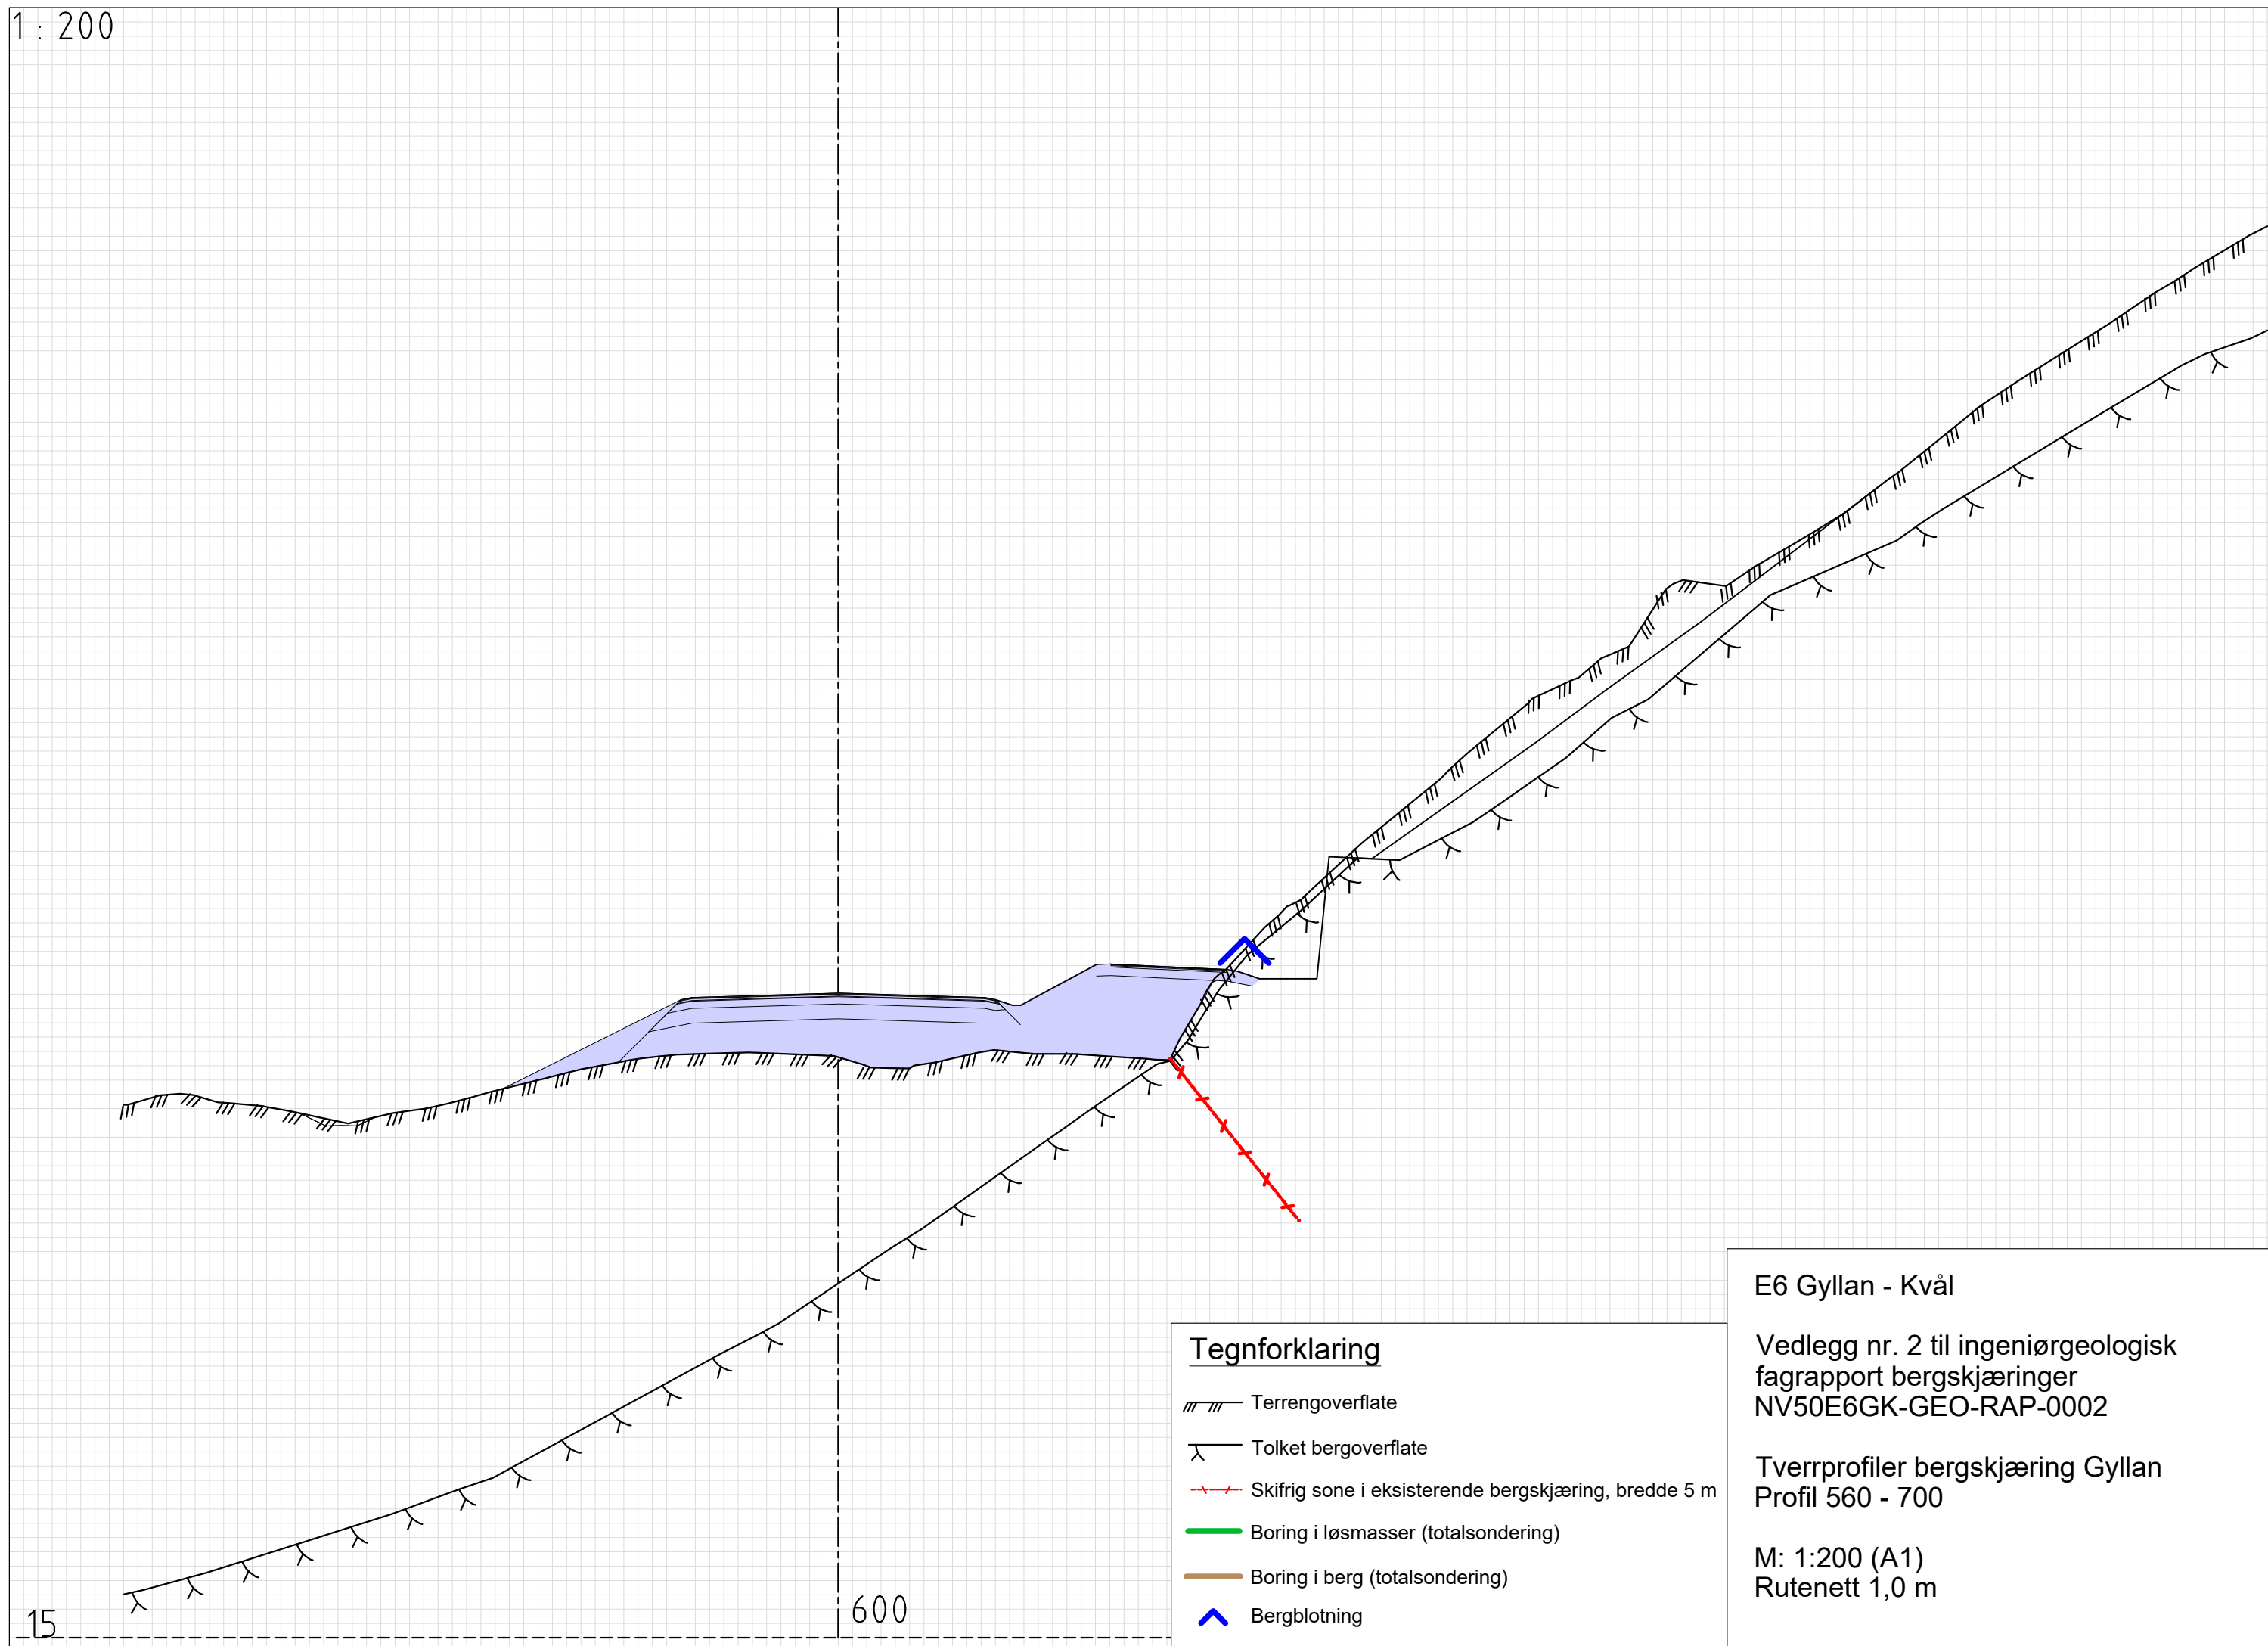 1:200
15
600
Tegnforklaring
Terrengoverflate
Tolket bergoverflate
Skifrig sone i eksisterende bergskjæring, bredde 5 m
Boring i løsmasser (totalsondering)
Boring i berg (totalsondering)
Bergblotning
E6 Gyllan - Kvål
Vedlegg nr. 2 til ingeniørgeologisk
fagrapport bergskjæringer
NV50E6GK-GEO-RAP-0002
Tverrprofiler bergskjæring Gyllan
Profil 560 - 700
M: 1:200 (A1)
Rutenett 1,0 m